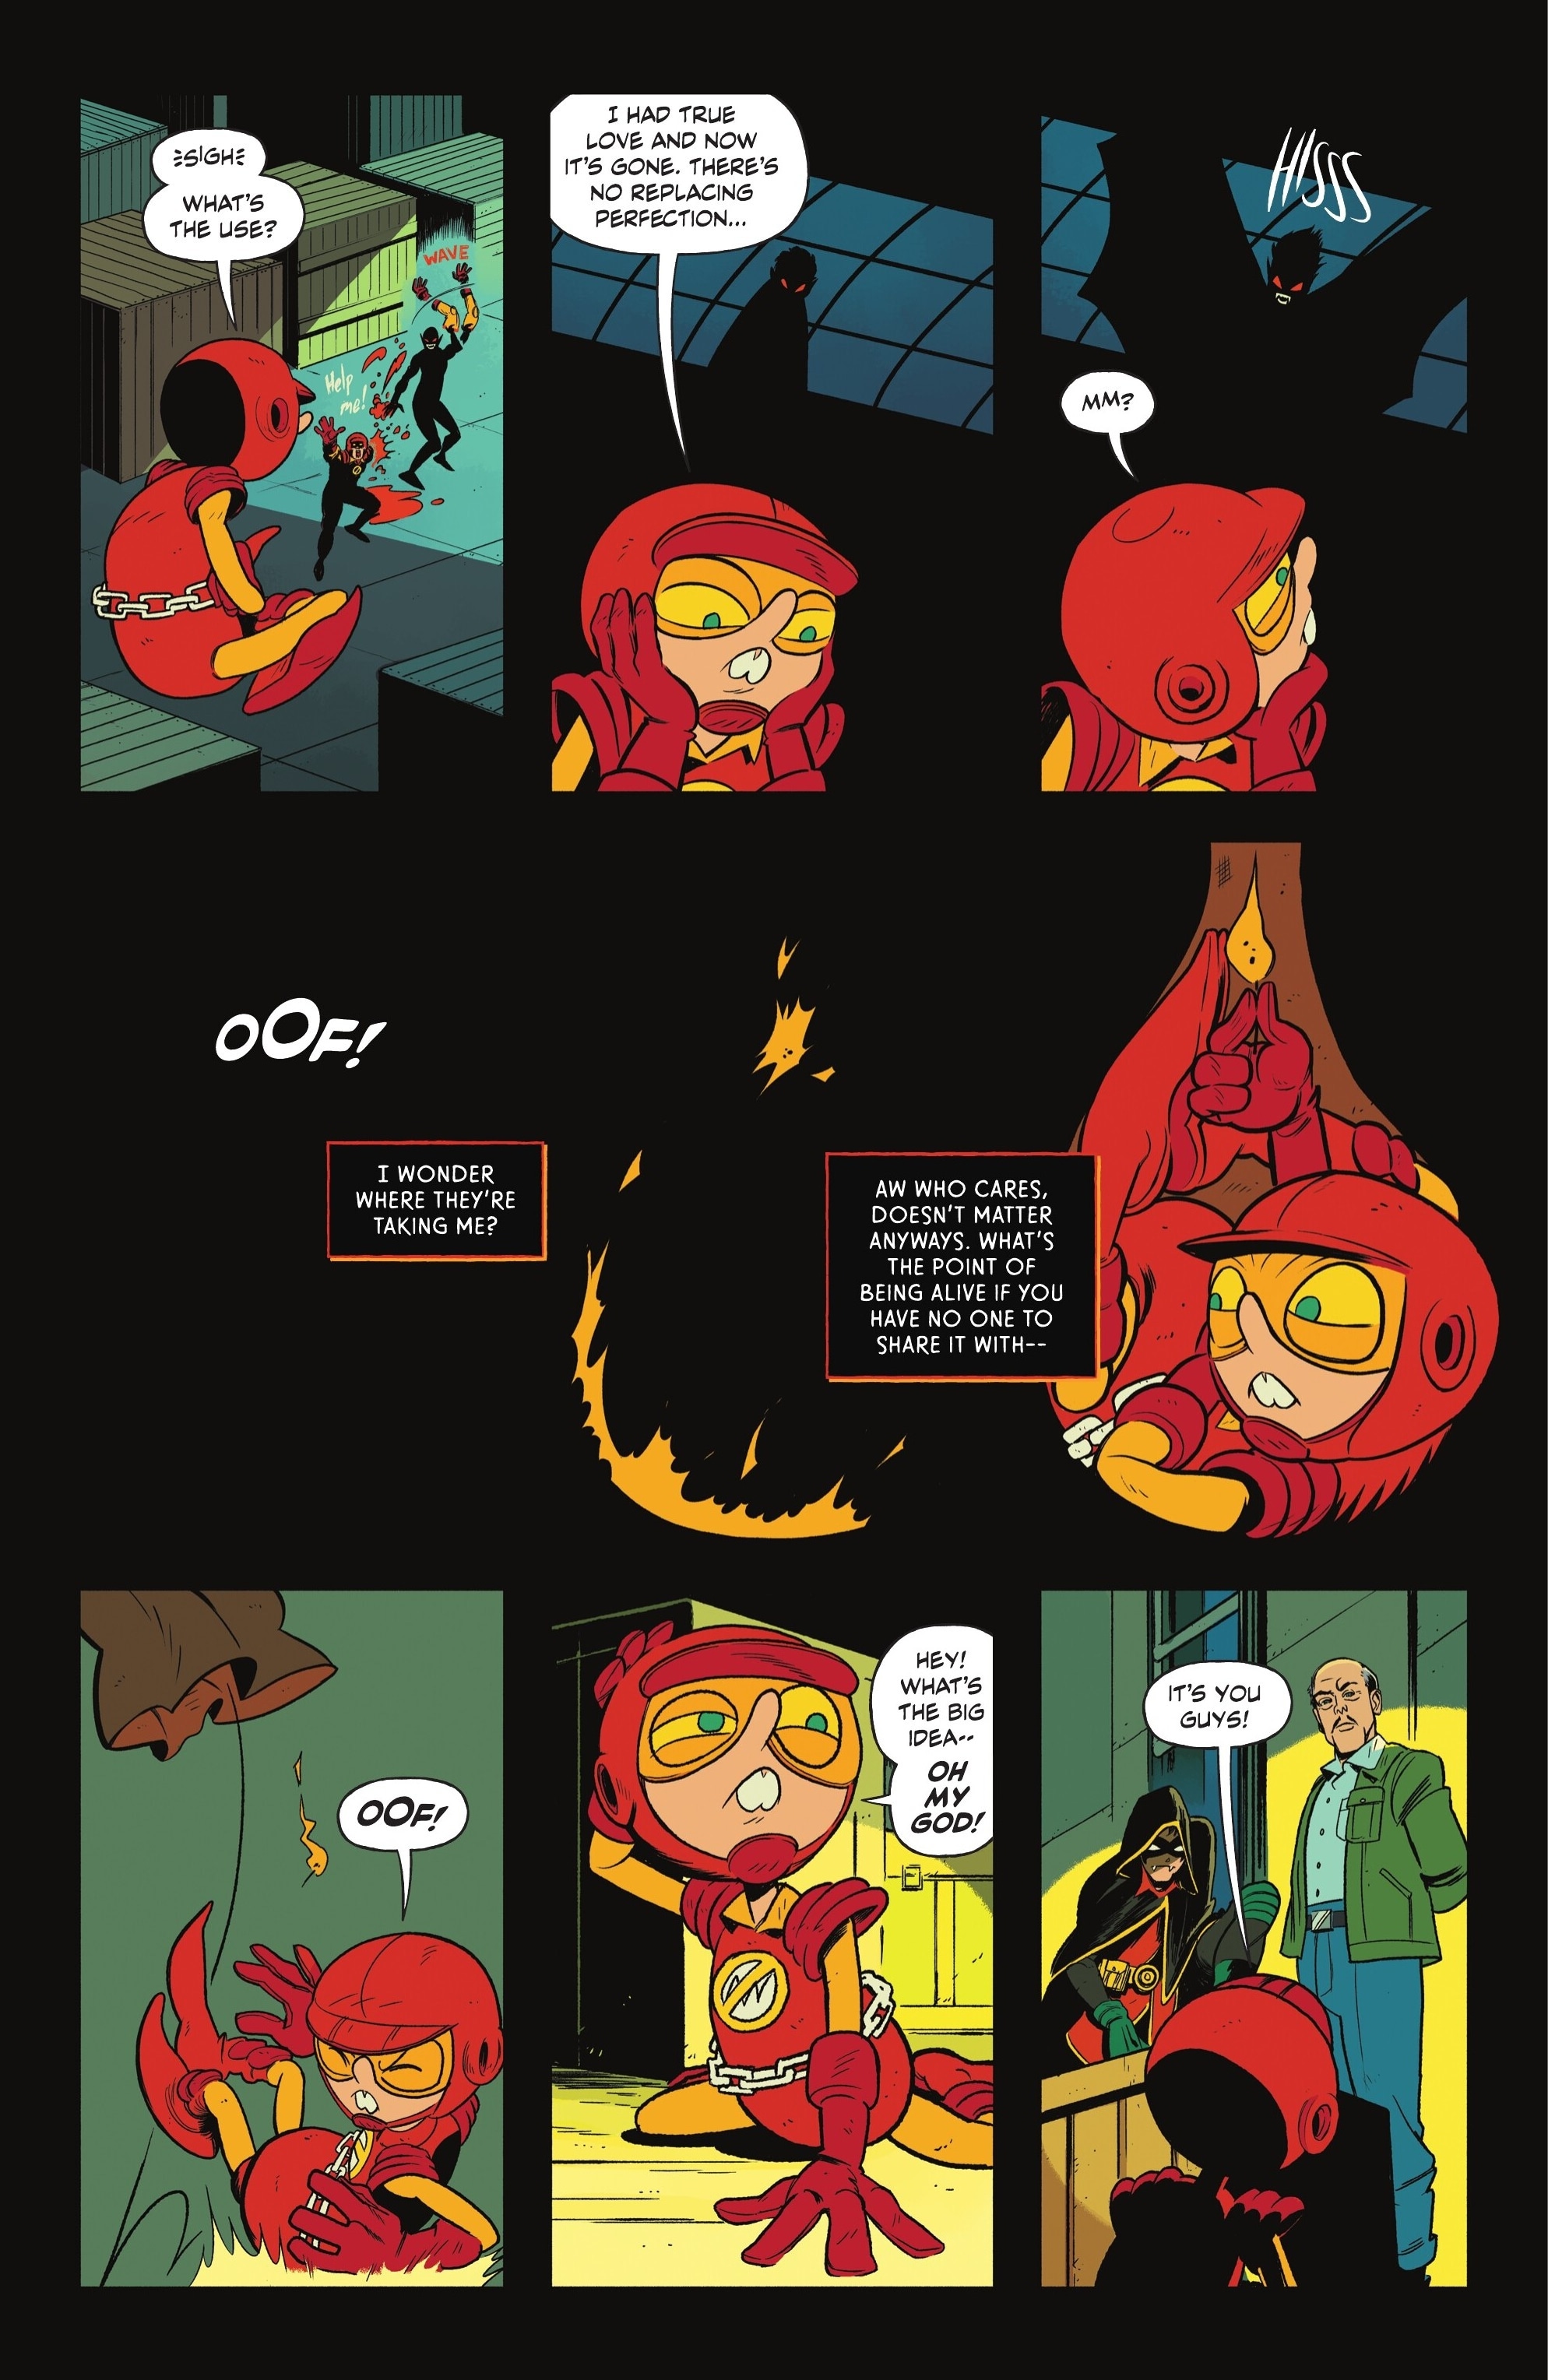 SIGH
WHAT'S
THE USE?
WAVE
Help
me!
I HAD TRUE
LOVE AND NOW
IT'S GONE. THERE'S
NO REPLACING
PERFECTION...
HISSS
MM?
OOF!
I WONDER
WHERE THEY'RE
TAKING ME?
AW WHO CARES,
DOESN'T MATTER
ANYWAYS. WHAT'S
THE POINT OF
BEING ALIVE IF YOU
HAVE NO ONE TO
SHARE IT WITH--
OOF!
HEY!
WHAT'S
THE BIG
IDEA--
OH
MY
GOD!
IT'S YOU
GUYS!